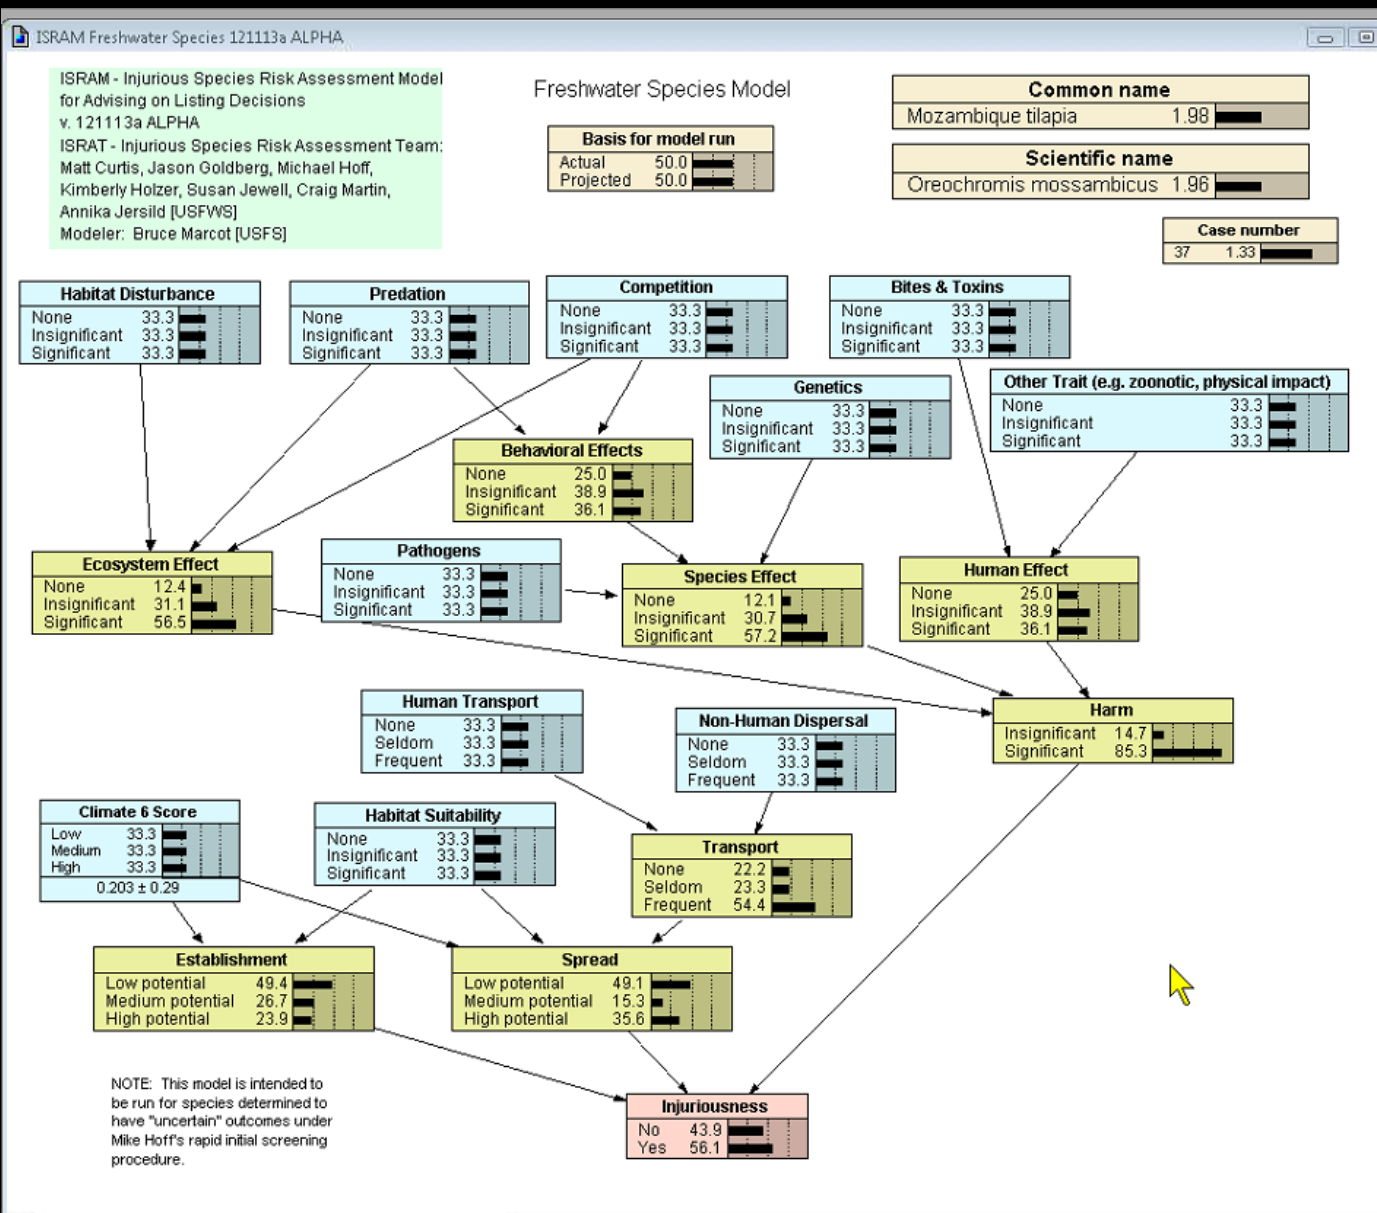 ISRAM Freshwater Species 121113a ALPHA
ISRAM - Injurious Species Risk Assessment Model
for Advising on Listing Decisions
v. 121113a ALPHA
ISRAT - Injurious Species Risk Assessment Team:
Matt Curtis, Jason Goldberg, Michael Hoff,
Kimberly Holzer, Susan Jewell, Craig Martin,
Annika Jersild [USFWS]
Modeler: Bruce Marcot [USFS]
Freshwater Species Model
Basis for model run
Actual 50.0
Projected 50.0
Common name
Mozambique tilapia 1.98
Scientific name
Oreochromis mossambicus 1.96
Case number
37 1.33
Habitat Disturbance
None 33.3
Insignificant 33.3
Significant 33.3
Predation
None 33.3
Insignificant 33.3
Significant 33.3
Competition
None 33.3
Insignificant 33.3
Significant 33.3
Bites & Toxins
None 33.3
Insignificant 33.3
Significant 33.3
Genetics
None 33.3
Insignificant 33.3
Significant 33.3
Other Trait (e.g. zoonotic, physical impact)
None 33.3
Insignificant 33.3
Significant 33.3
Behavioral Effects
None 25.0
Insignificant 38.9
Significant 36.1
Ecosystem Effect
None 12.4
Insignificant 31.1
Significant 56.5
Pathogens
None 33.3
Insignificant 33.3
Significant 33.3
Species Effect
None 12.1
Insignificant 30.7
Significant 57.2
Human Effect
None 25.0
Insignificant 38.9
Significant 36.1
Human Transport
None 33.3
Seldom 33.3
Frequent 33.3
Non-Human Dispersal
None 33.3
Seldom 33.3
Frequent 33.3
Harm
Insignificant 14.7
Significant 85.3
Climate 6 Score
Low 33.3
Medium 33.3
High 33.3
0.203 ± 0.29
Habitat Suitability
None 33.3
Insignificant 33.3
Significant 33.3
Transport
None 22.2
Seldom 23.3
Frequent 54.4
Establishment
Low potential 49.4
Medium potential 26.7
High potential 23.9
Spread
Low potential 49.1
Medium potential 15.3
High potential 35.6
NOTE: This model is intended to
be run for species determined to
have "uncertain" outcomes under
Mike Hoff's rapid initial screening
procedure.
Injuriousness
No 43.9
Yes 56.1